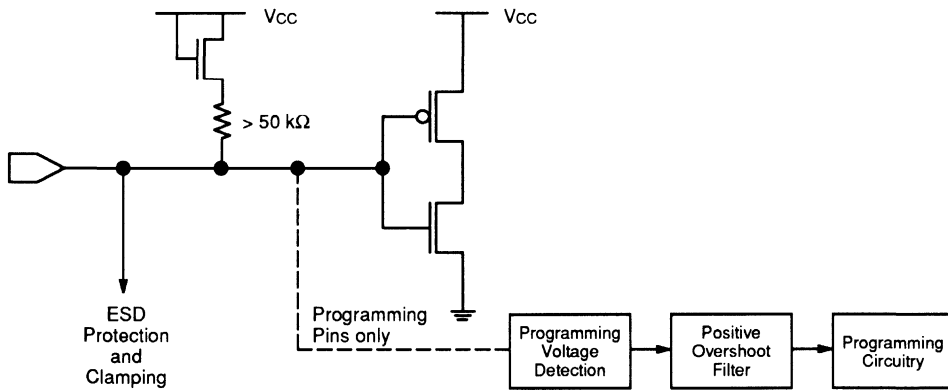 VCC
VCC
> 50 kΩ
ESD
Protection
and
Clamping
Programming
Pins only
Programming
Voltage
Detection
Positive
Overshoot
Filter
Programming
Circuitry